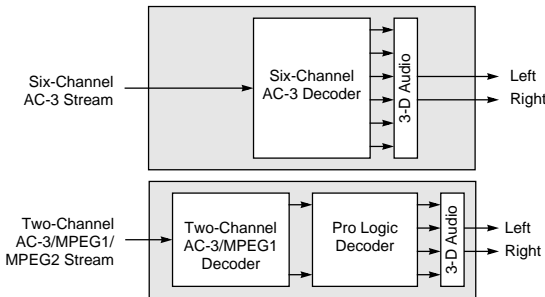 Six-Channel
AC-3 Stream
Six-Channel
AC-3 Decoder
3-D Audio
Left
Right
Two-Channel
AC-3/MPEG1/
MPEG2 Stream
Two-Channel
AC-3/MPEG1
Decoder
Pro Logic
Decoder
3-D Audio
Left
Right